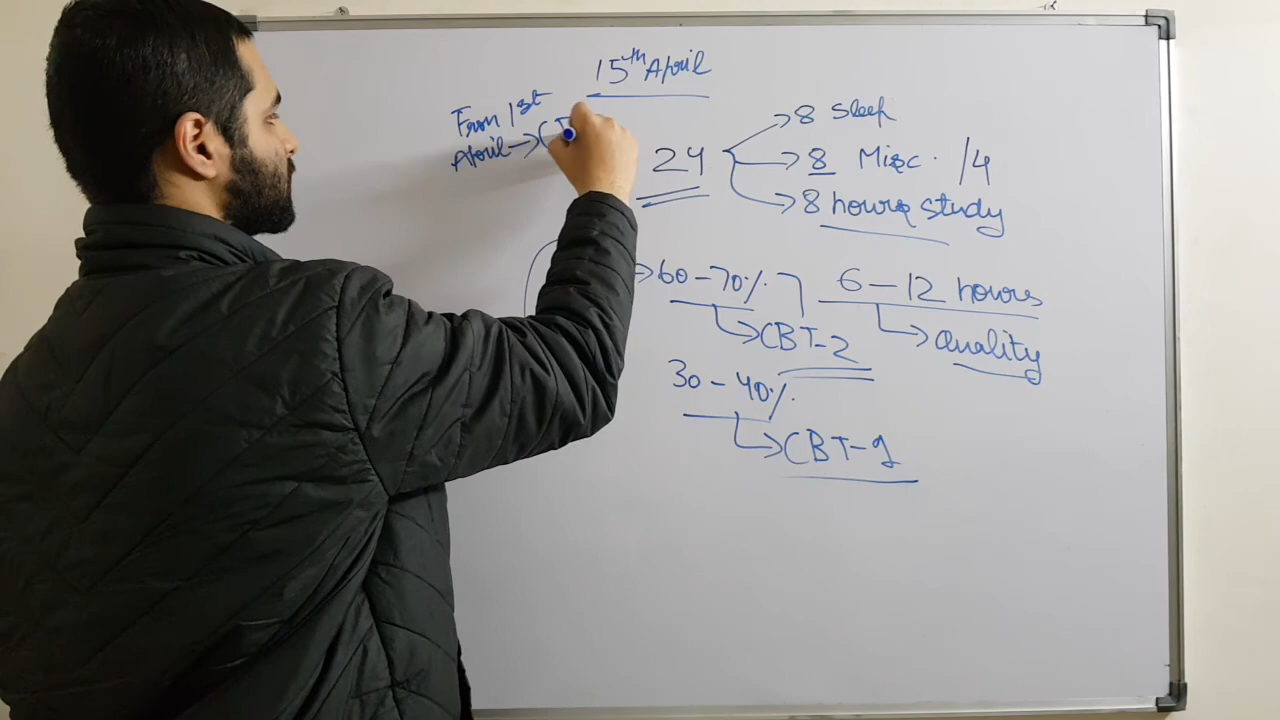 15th April
From 1st
April → C
24
→ 8 sleep
→ 8 Misc. /4
→ 8 hours study
→ 60-70%
6-12 hours
→ CBT-2
→ Quality
30-40%
→ CBT-1